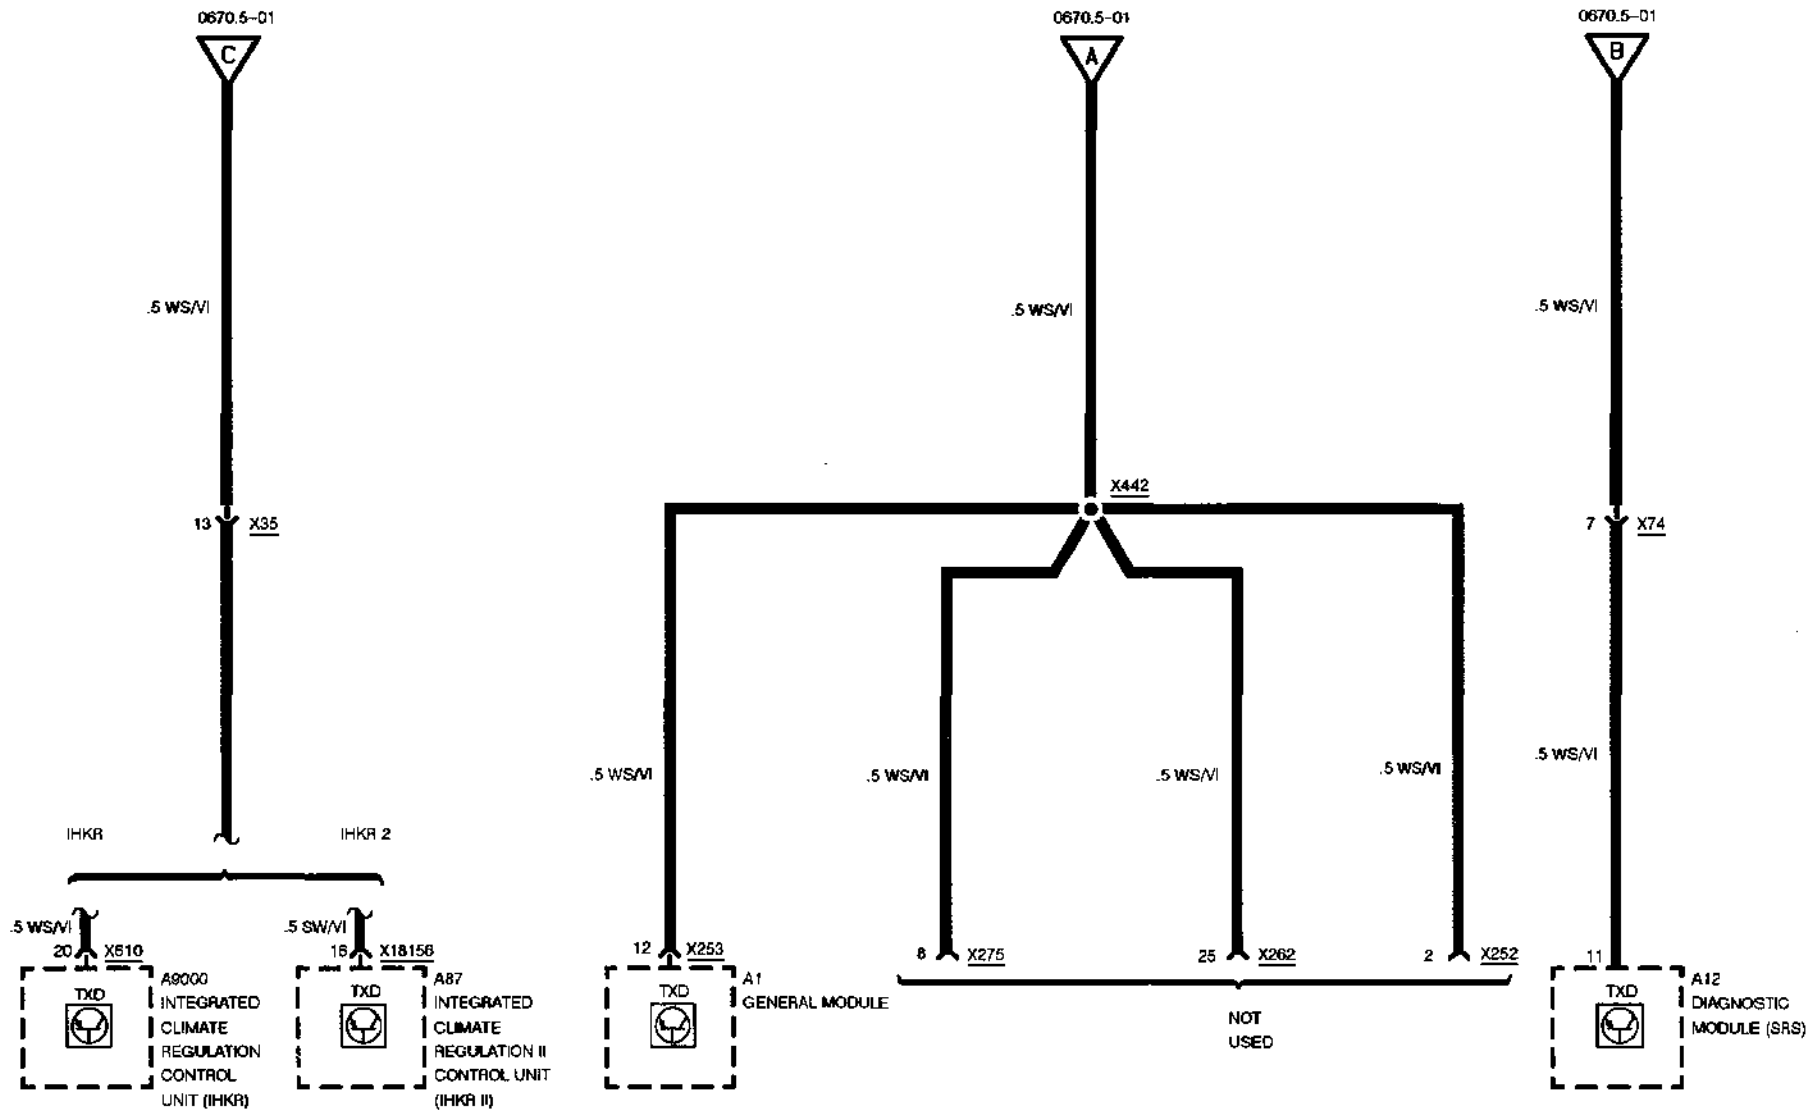 0670.5-01
0670.5-01
0670.5-01
C
A
B
.5 WS/VI
.5 WS/VI
.5 WS/VI
X442
13 X35
7 X74
.5 WS/VI
.5 WS/VI
.5 WS/VI
.5 WS/VI
.5 WS/VI
IHKR
IHKR 2
.5 WS/VI
.5 SW/VI
20 X610
16 X18156
12 X253
8 X275
25 X262
2 X252
11
TXD
A9000
INTEGRATED
CLIMATE
REGULATION
CONTROL
UNIT (IHKR)
TXD
A87
INTEGRATED
CLIMATE
REGULATION II
CONTROL UNIT
(IHKR II)
TXD
A1
GENERAL MODULE
NOT
USED
TXD
A12
DIAGNOSTIC
MODULE (SRS)